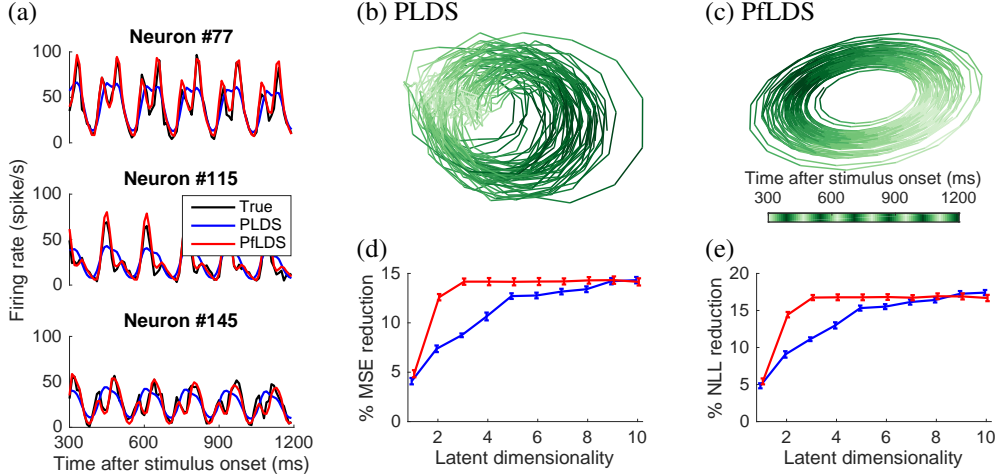 (a)
Neuron #77
100
50
0
Neuron #115
100
50
0
True
PLDS
PfLDS
Neuron #145
100
50
0
300
600
900
1200
Firing rate (spike/s)
Time after stimulus onset (ms)
(b) PLDS
(c) PfLDS
Time after stimulus onset (ms)
300
600
900
1200
(d)
15
10
5
0
2
4
6
8
10
% MSE reduction
Latent dimensionality
(e)
20
15
10
5
0
2
4
6
8
10
% NLL reduction
Latent dimensionality